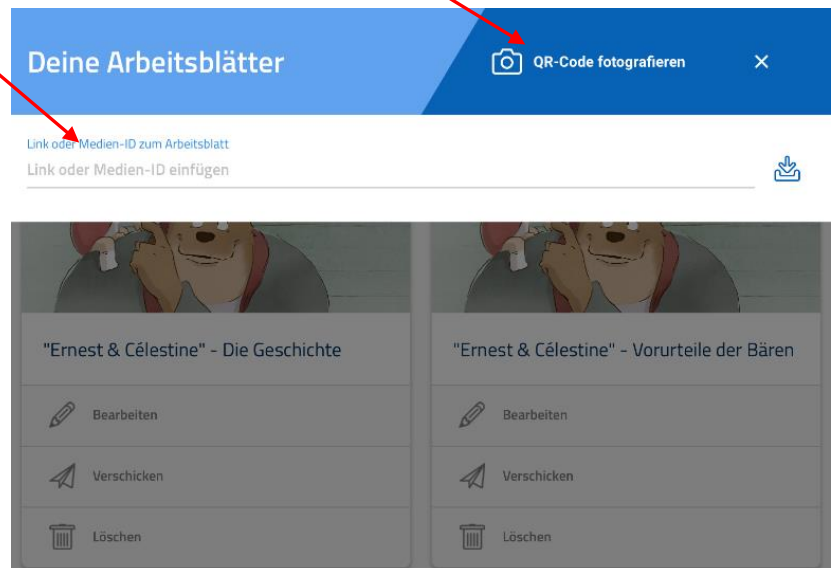 Deine Arbeitsblätter
QR-Code fotografieren
Link oder Medien-ID zum Arbeitsblatt
Link oder Medien-ID einfügen
"Ernest & Célestine" - Die Geschichte
Bearbeiten
Verschicken
Löschen
"Ernest & Célestine" - Vorurteile der Bären
Bearbeiten
Verschicken
Löschen